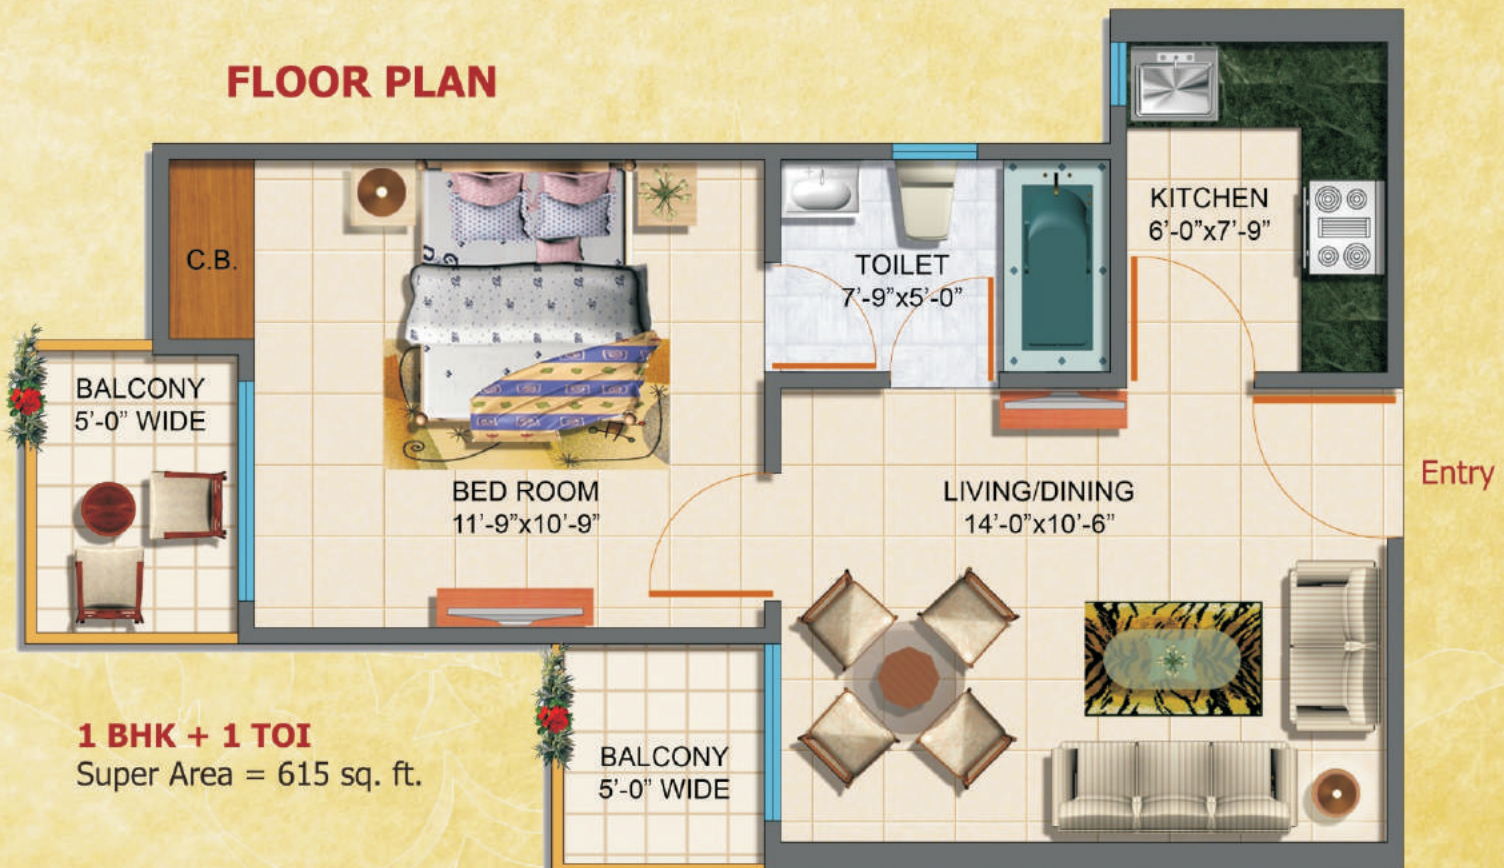 FLOOR PLAN
C.B.
BALCONY
5'-0” WIDE
BED ROOM
11'-9”x10'-9”
TOILET
7'-9”x5'-0”
KITCHEN
6'-0”x7'-9”
LIVING/DINING
14'-0”x10'-6”
Entry
BALCONY
5'-0” WIDE
1 BHK + 1 TOI
Super Area = 615 sq. ft.